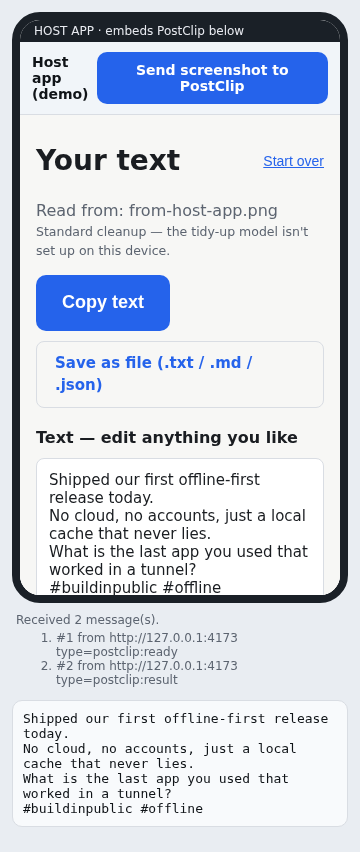 HOST APP · embeds PostClip below
Host app (demo)
Send screenshot to PostClip
Your text
Start over
Read from: from-host-app.png
Standard cleanup — the tidy-up model isn't
set up on this device.
Copy text
Save as file (.txt / .md /
.json)
Text — edit anything you like
Shipped our first offline-first
release today.
No cloud, no accounts, just a local
cache that never lies.
What is the last app you used that
worked in a tunnel?
#buildinpublic #offline
Received 2 message(s).
1. #1 from http://127.0.0.1:4173
type=postclip:ready
2. #2 from http://127.0.0.1:4173
type=postclip:result
Shipped our first offline-first release
today.
No cloud, no accounts, just a local
cache that never lies.
What is the last app you used that
worked in a tunnel?
#buildinpublic #offline